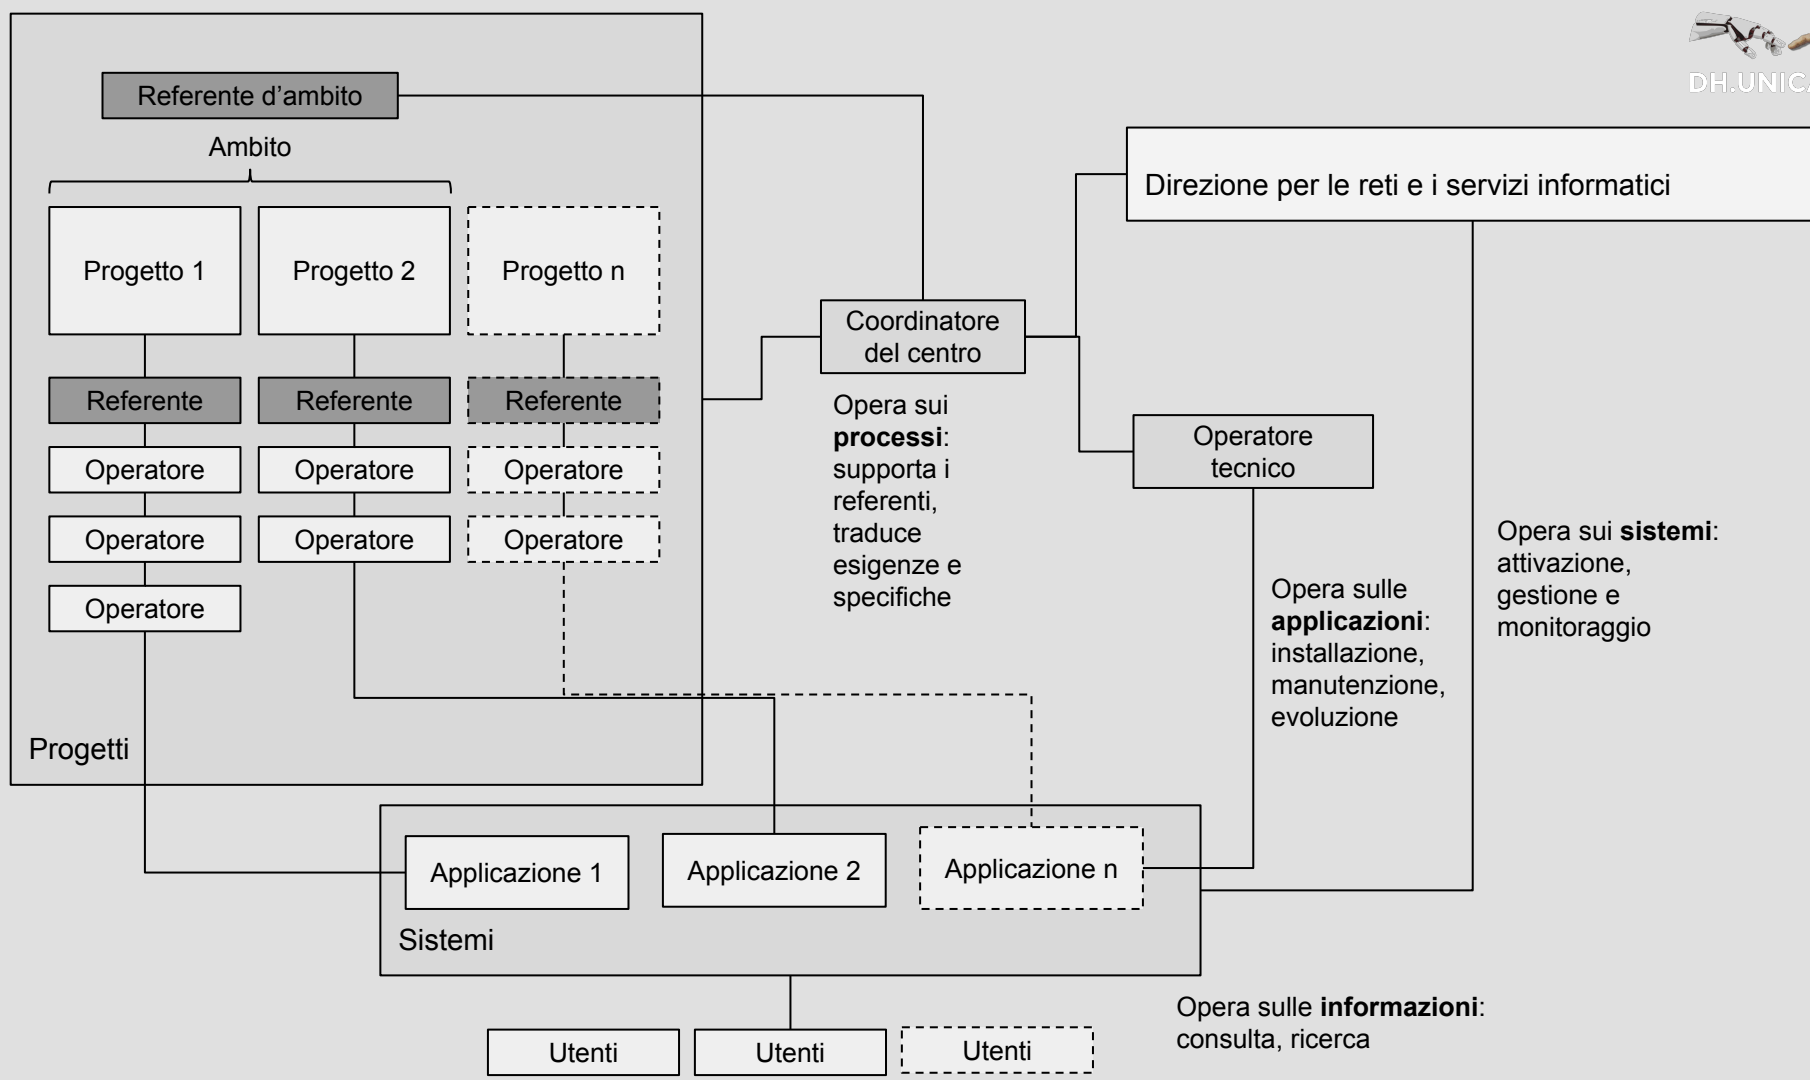 DH.UNICA
Referente d’ambito
Ambito
Direzione per le reti e i servizi informatici
Progetto 1
Progetto 2
Progetto n
Coordinatore
del centro
Referente
Referente
Referente
Opera sui
processi:
supporta i
referenti,
traduce
esigenze e
specifiche
Operatore
tecnico
Operatore
Operatore
Operatore
Operatore
Operatore
Operatore
Operatore
Opera sui sistemi:
attivazione,
gestione e
monitoraggio
Opera sulle
applicazioni:
installazione,
manutenzione,
evoluzione
Progetti
Applicazione 1
Applicazione 2
Applicazione n
Sistemi
Opera sulle informazioni:
consulta, ricerca
Utenti
Utenti
Utenti